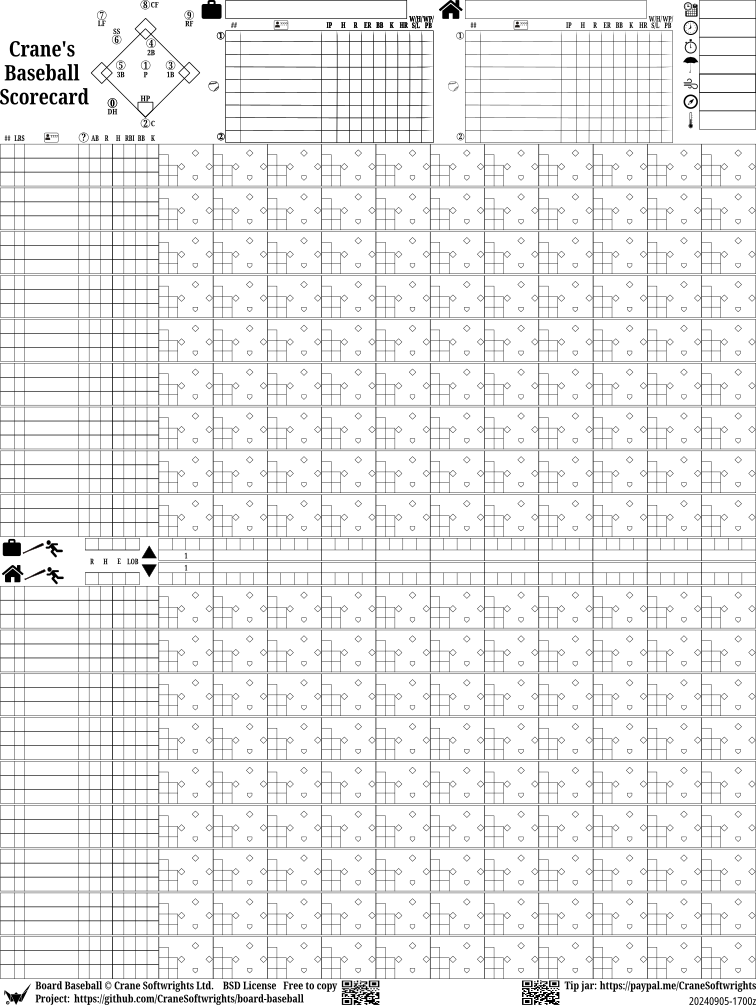 Crane's
Baseball
Scorecard
⑧ CF
⑦
LF
⑨
RF
SS
⑥
④
2B
⑤
3B
①
P
③
1B
⓪
DH
HP
② C
## IP H R ER BB K HR W/L H/S WP/PB
①
②
## IP H R ER BB K HR W/L H/S WP/PB
①
②
## LRS ? AB R H RBI BB K
R H E LOB
1
1
Board Baseball © Crane Softwrights Ltd. BSD License Free to copy
Project: https://github.com/CraneSoftwrights/board-baseball
Tip jar: https://paypal.me/CraneSoftwright
20240905-1700